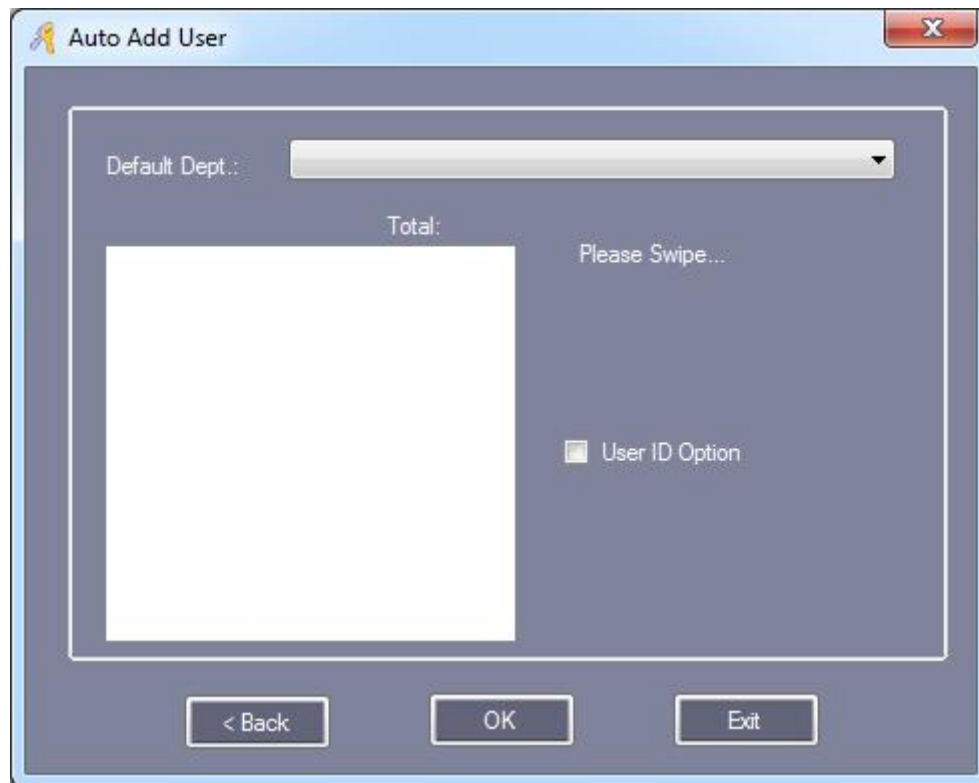 Auto Add User
Default Dept.:
Total:
Please Swipe...
User ID Option
< Back
OK
Exit